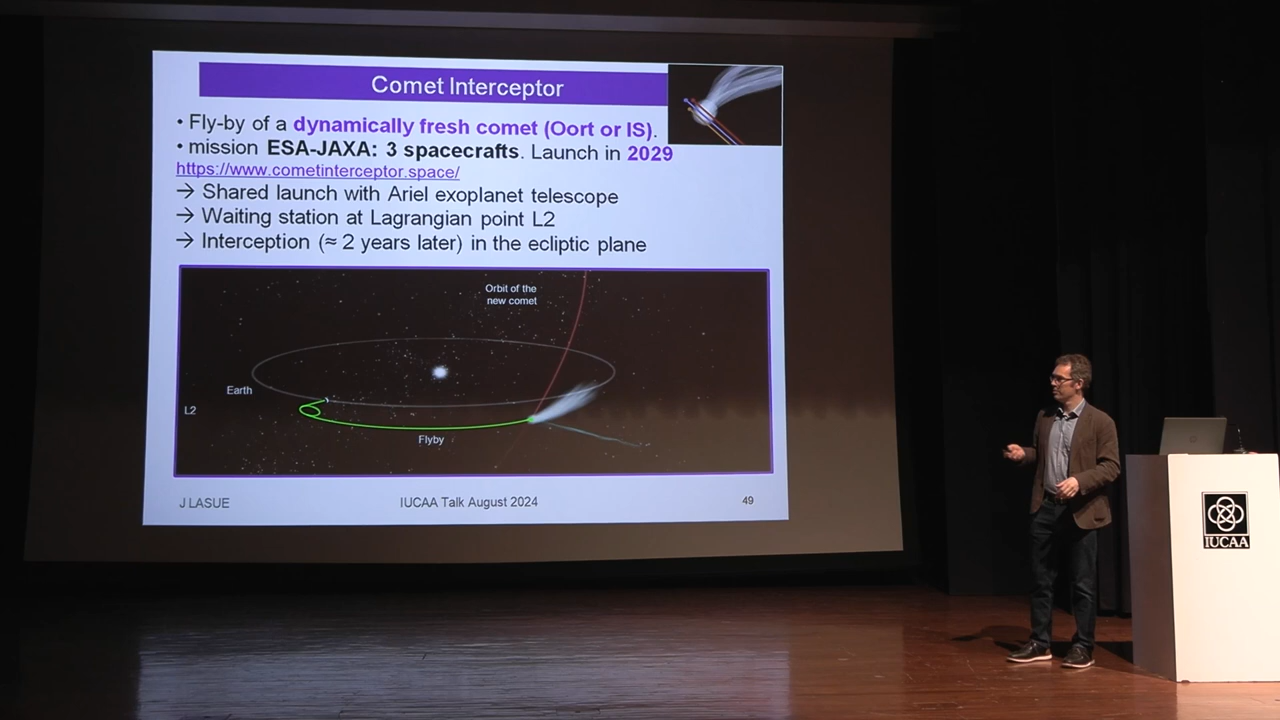 Comet Interceptor
• Fly-by of a dynamically fresh comet (Oort or IS).
• mission ESA-JAXA: 3 spacecrafts. Launch in 2029
https://www.cometinterceptor.space/
→ Shared launch with Ariel exoplanet telescope
→ Waiting station at Lagrangian point L2
→ Interception (≈ 2 years later) in the ecliptic plane
Orbit of the
new comet
Earth
L2
Flyby
J LASUE IUCAA Talk August 2024 49
IUCAA